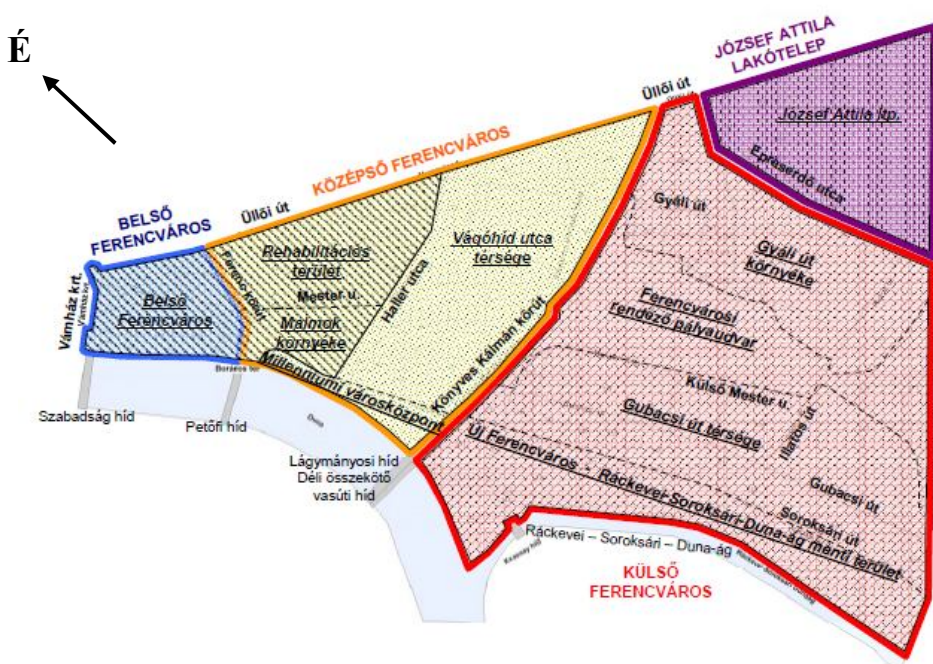 É
JÓZSEF ATTILA
LAKÓTELEP
Üllői út
József Attila ltp.
Epreserdő utca
KÖZÉPSŐ FERENCVÁROS
Üllői út
BELSŐ
FERENCVÁROS
Vámház krt.
Belső
Ferencváros
Ferenc körút
Rehabilitációs
terület
Mester u.
Malmok
környéke
Haller utca
Vágóhíd utca
térsége
Könyves Kálmán körút
Millenniumi városközpont
Boráros tér
Duna
Szabadság híd
Petőfi híd
Lágymányosi híd
Déli összekötő
vasúti híd
Gyáli út
Gyáli út
környéke
Ferencvárosi
rendező pályaudvar
Külső Mester u.
Illatos út
Gubacsi út térsége
Gubacsi út
Soroksári út
Új Ferencváros - Ráckevei-Soroksári-Duna-ág menti terület
Ráckevei – Soroksári – Duna-ág
KÜLSŐ
FERENCVÁROS